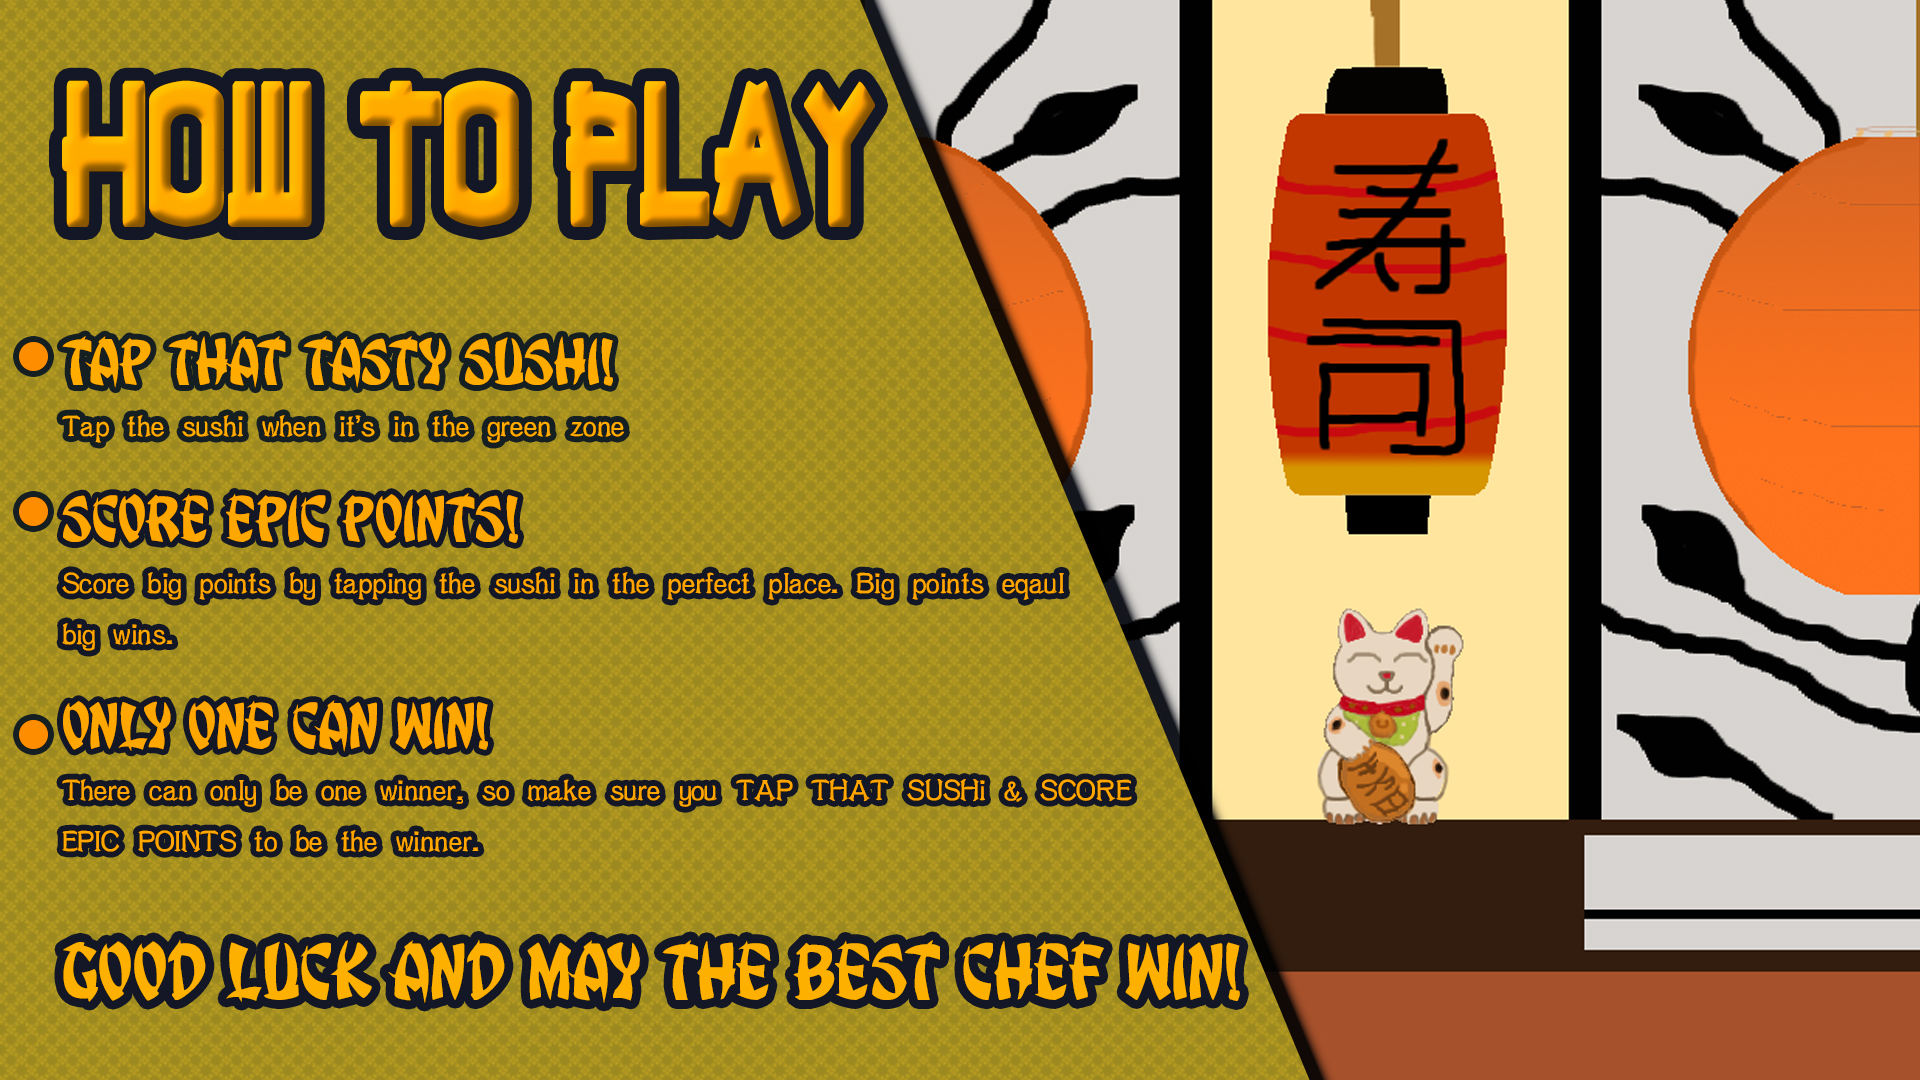 HOW TO PLAY
TAP THAT TASTY SUSHI!
Tap the sushi when it's in the green zone
SCORE EPIC POINTS!
Score big points by tapping the sushi in the perfect place. Big points eqaul
big wins.
ONLY ONE CAN WIN!
There can only be one winner, so make sure you TAP THAT SUSHi & SCORE
EPIC POINTS to be the winner.
GOOD LUCK AND MAY THE BEST CHEF WIN!
寿
司